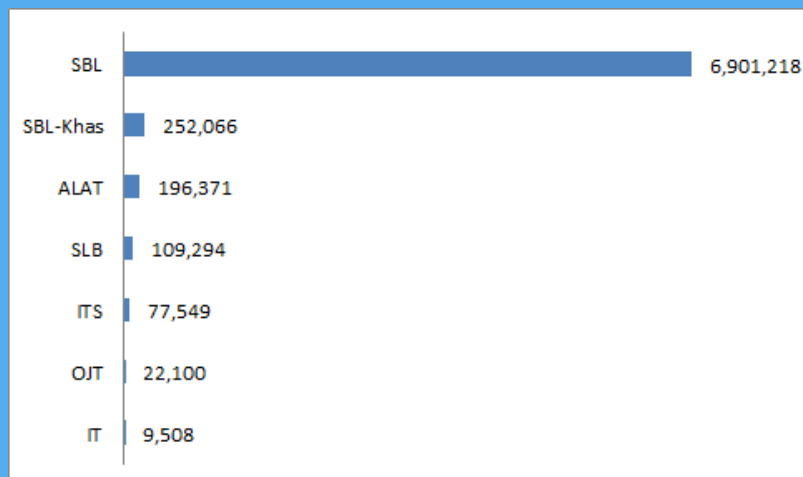 SBL 6,901,218
SBL-Khas 252,066
ALAT 196,371
SLB 109,294
ITS 77,549
OJT 22,100
IT 9,508